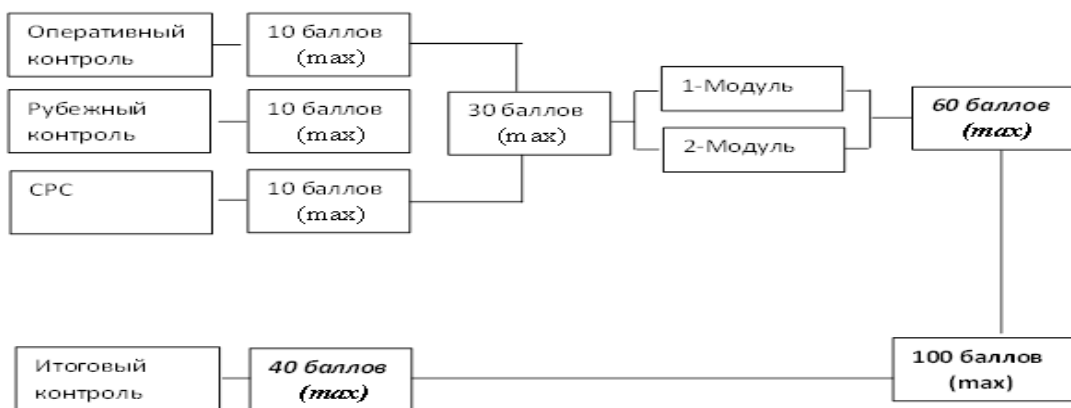 Оперативный
контроль
10 баллов
(max)
Рубежный
контроль
10 баллов
(max)
СРС
10 баллов
(max)
30 баллов
(max)
1-Модуль
2-Модуль
60 баллов
(max)
Итоговый
контроль
40 баллов
(max)
100 баллов
(max)